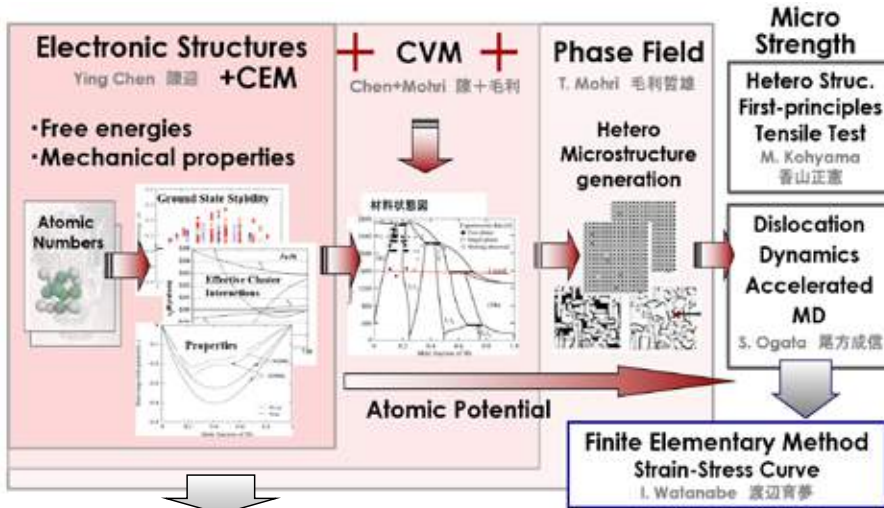 Electronic Structures
+CEM
Ying Chen 陳迎
・Free energies
・Mechanical properties
Atomic
Numbers
Ground State Stability
Effective Cluster
Interactions
Properties
+ CVM +
Chen+Mohri 陳+毛利
材料状態図
Phase Field
T. Mohri 毛利哲雄
Hetero
Microstructure
generation
Atomic Potential
Micro
Strength
Hetero Struc.
First-principles
Tensile Test
M. Kohyama
香山正憲
Dislocation
Dynamics
Accelerated
MD
S. Ogata 尾方成信
Finite Elementary Method
Strain-Stress Curve
I. Watanabe 渡辺育夢